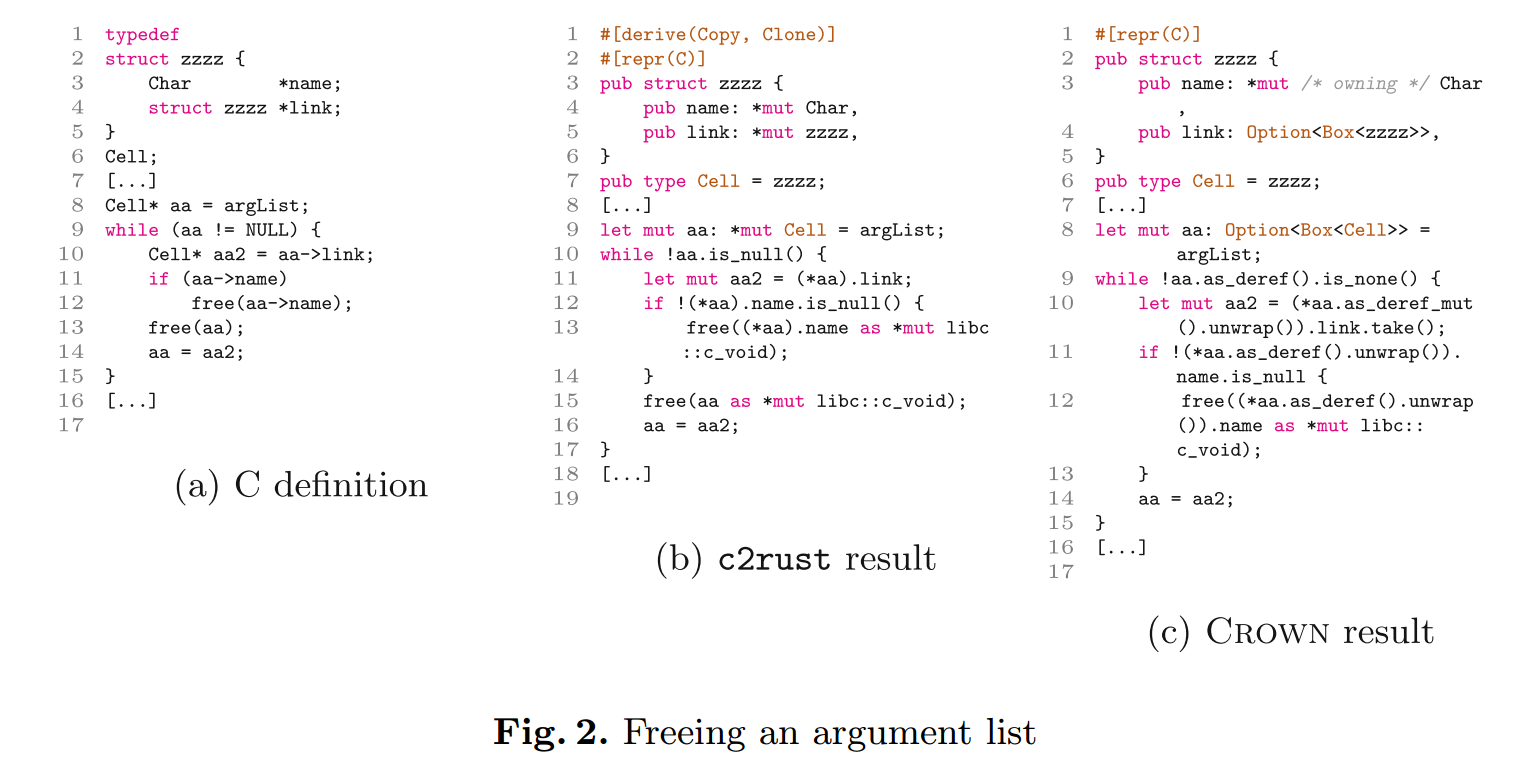 1 typedef
2 struct zzzz {
3     Char        *name;
4     struct zzzz *link;
5 }
6 Cell;
7 [...]
8 Cell* aa = argList;
9 while (aa != NULL) {
10     Cell* aa2 = aa->link;
11     if (aa->name)
12         free(aa->name);
13     free(aa);
14     aa = aa2;
15 }
16 [...]
17
(a) C definition
1 #[derive(Copy, Clone)]
2 #[repr(C)]
3 pub struct zzzz {
4     pub name: *mut Char,
5     pub link: *mut zzzz,
6 }
7 pub type Cell = zzzz;
8 [...]
9 let mut aa: *mut Cell = argList;
10 while !aa.is_null() {
11     let mut aa2 = (*aa).link;
12     if !(*aa).name.is_null() {
13         free((*aa).name as *mut libc
::c_void);
14     }
15     free(aa as *mut libc::c_void);
16     aa = aa2;
17 }
18 [...]
19
(b) c2rust result
1 #[repr(C)]
2 pub struct zzzz {
3     pub name: *mut /* owning */ Char
,
4     pub link: Option<Box<zzzz>>,
5 }
6 pub type Cell = zzzz;
7 [...]
8 let mut aa: Option<Box<Cell>> =
argList;
9 while !aa.as_deref().is_none() {
10     let mut aa2 = (*aa.as_deref_mut
().unwrap()).link.take();
11     if !(*aa.as_deref().unwrap()).
name.is_null {
12         free((*aa.as_deref().unwrap
()).name as *mut libc::
c_void);
13     }
14     aa = aa2;
15 }
16 [...]
17
(c) CROWN result
Fig. 2. Freeing an argument list